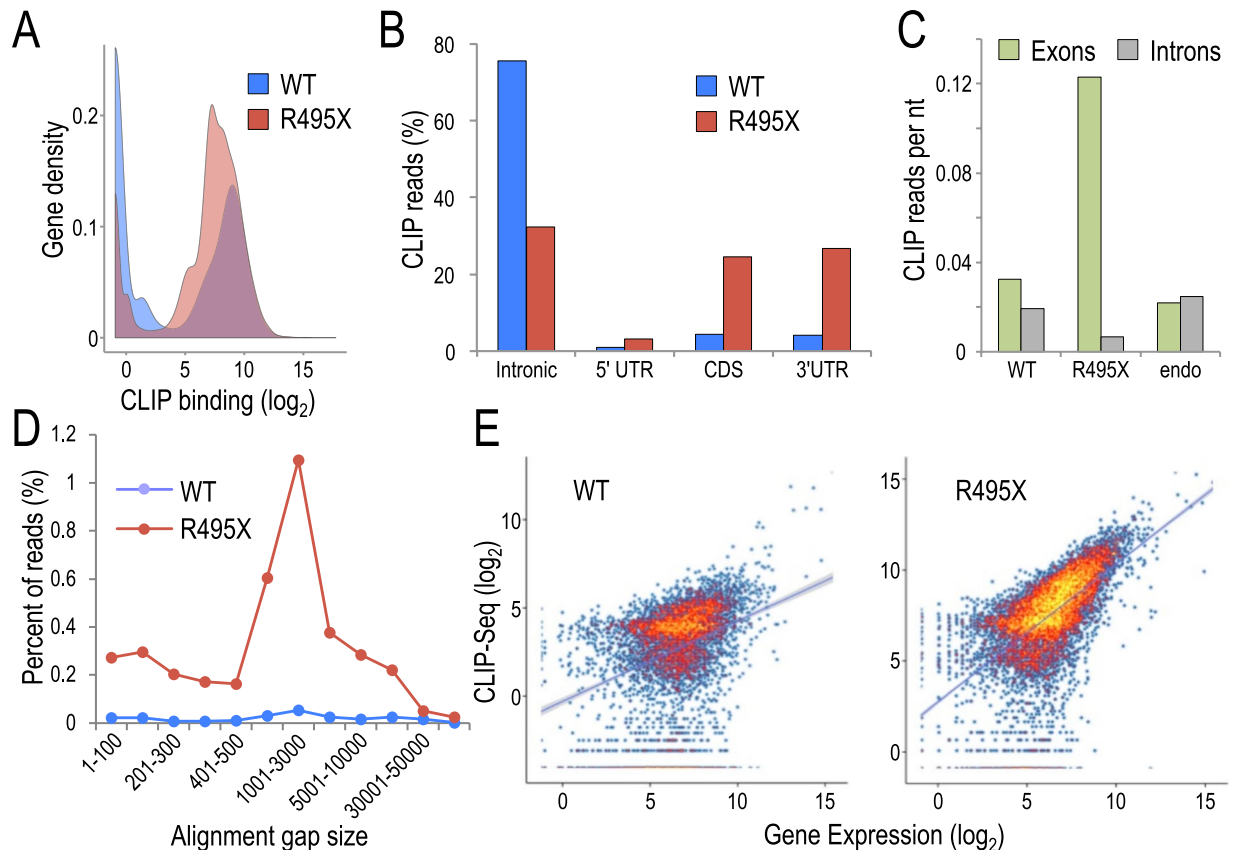 A
Gene density
0.2
0.1
0
WT
R495X
0 5 10 15
CLIP binding (log2)
B
CLIP reads (%)
80
60
40
20
0
WT
R495X
Intronic 5' UTR CDS 3'UTR
C
CLIP reads per nt
Exons Introns
0.12
0.08
0.04
0
WT R495X endo
D
Percent of reads (%)
1.2
1
0.8
0.6
0.4
0.2
0
WT
R495X
1-100 201-300 401-500 1001-3000 5001-10000 30001-50000
Alignment gap size
E
CLIP-Seq (log2)
WT
10
5
0
0 5 10 15
R495X
15
10
5
0
0 5 10 15
Gene Expression (log2)